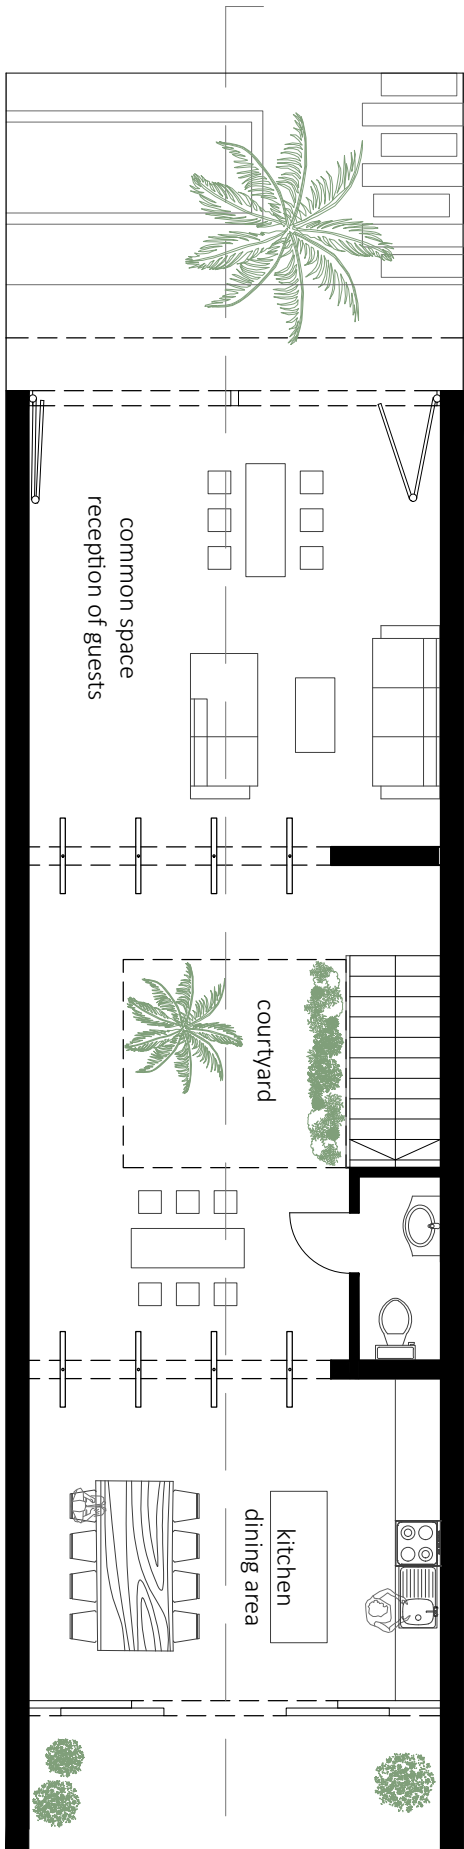 common space
reception of guests
courtyard
kitchen
dining area